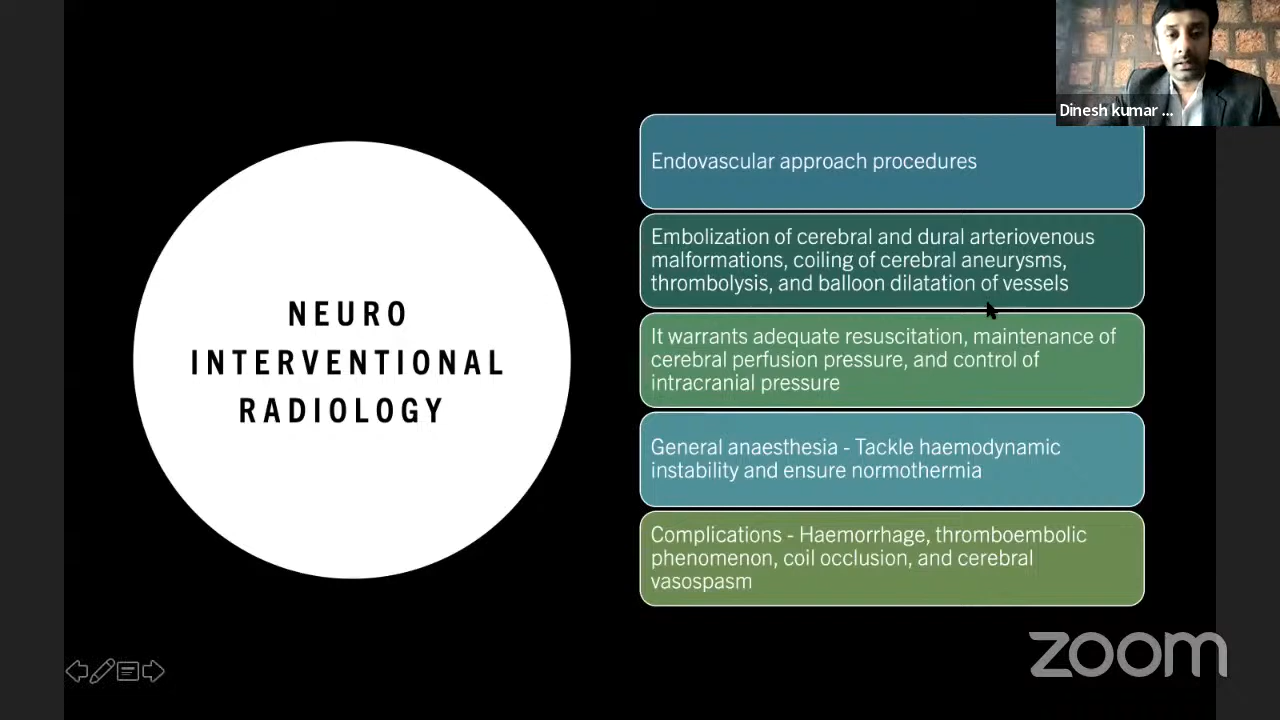 Dinesh kumar ...
NEURO
INTERVENTIONAL
RADIOLOGY
Endovascular approach procedures
Embolization of cerebral and dural arteriovenous
malformations, coiling of cerebral aneurysms,
thrombolysis, and balloon dilatation of vessels
It warrants adequate resuscitation, maintenance of
cerebral perfusion pressure, and control of
intracranial pressure
General anaesthesia - Tackle haemodynamic
instability and ensure normothermia
Complications - Haemorrhage, thromboembolic
phenomenon, coil occlusion, and cerebral
vasospasm
zoom